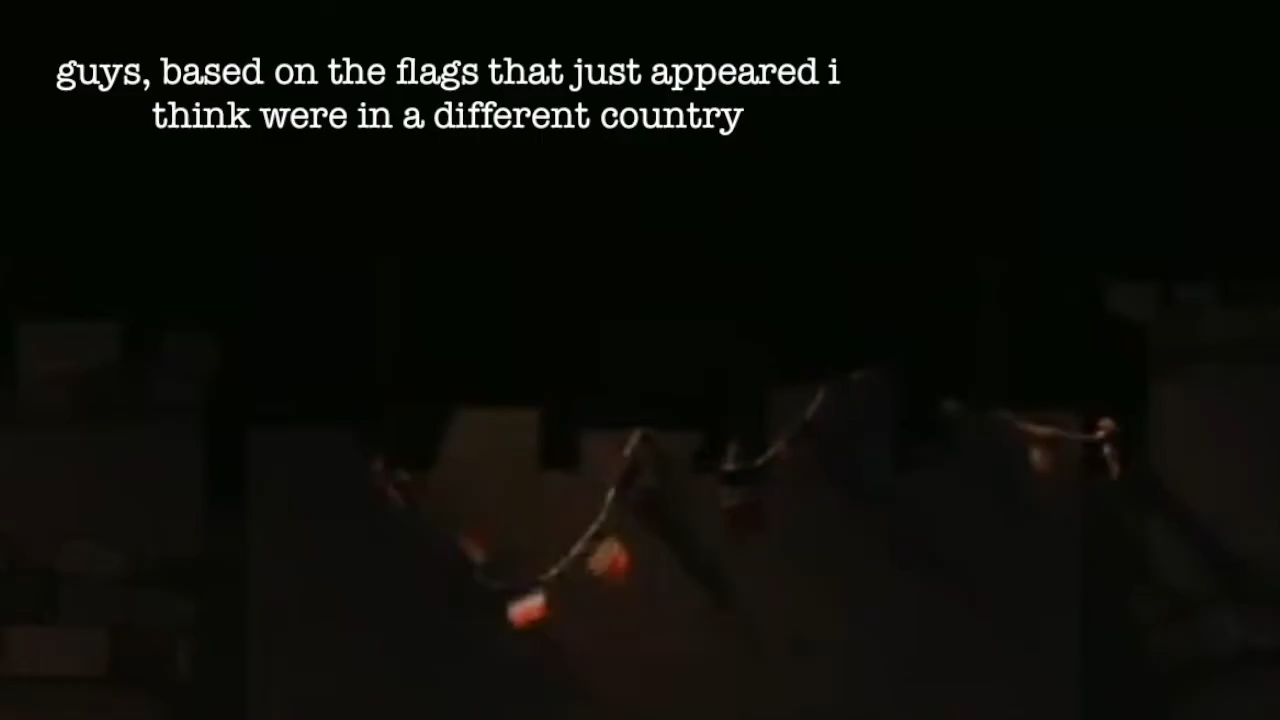 guys, based on the flags that just appeared i
think were in a different country